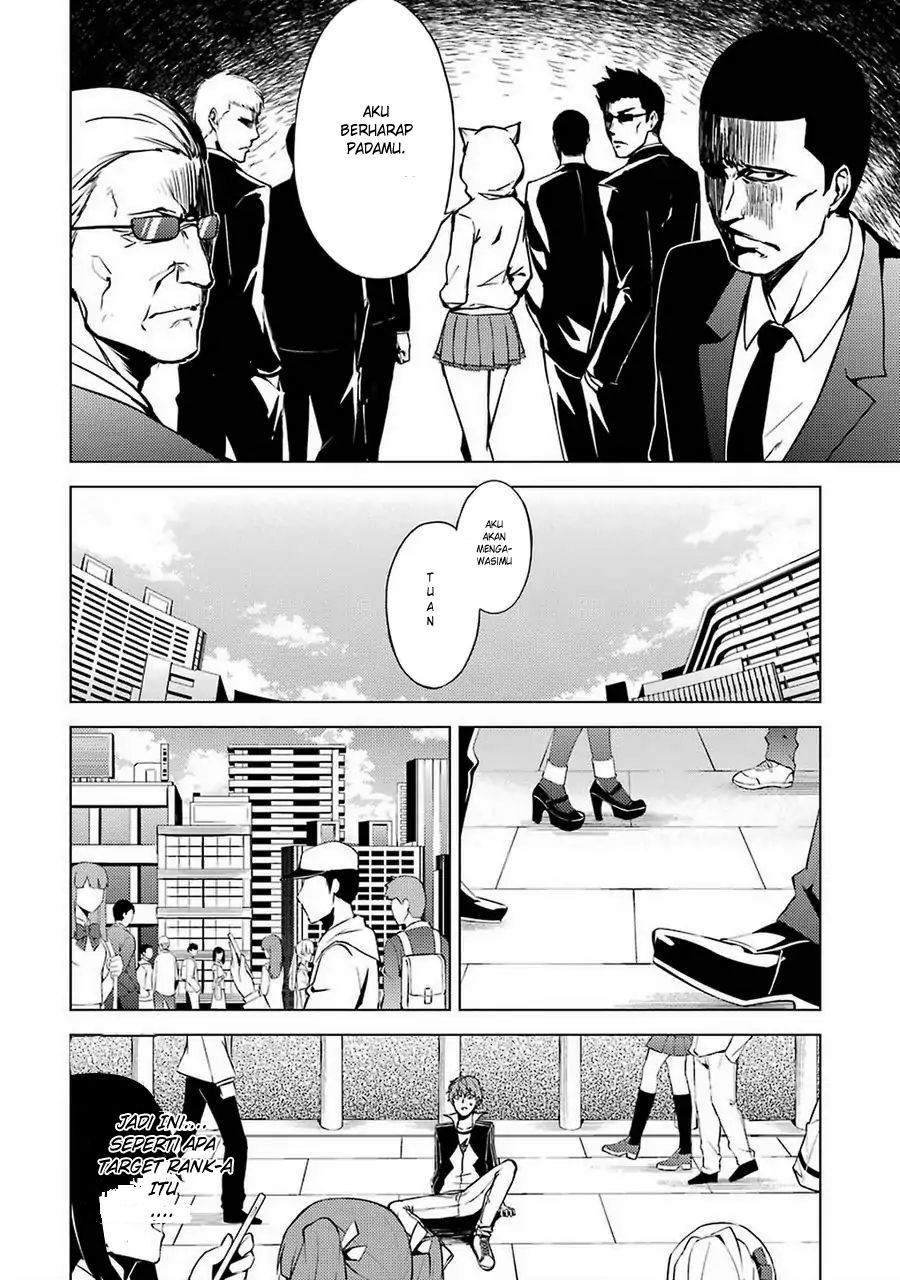 AKU
BERHARAP
PADAMU.
AKU
AKAN
MENGA-
WASIMU
T
U
A
N
JADI INI....
SEPERTI APA
TARGET RANK-A
ITU
....